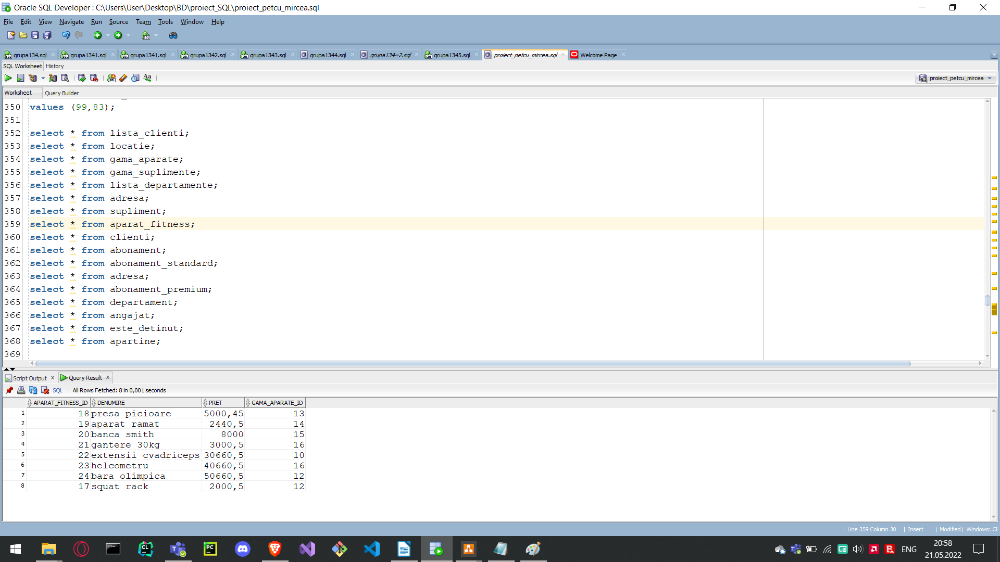 Oracle SQL Developer : C:\Users\User\Desktop\BD\proiect_SQL\proiect_petcu_mircea.sql
File Edit View Navigate Run Source Team Tools Window Help
grupa134.sql grupa1341.sql grupa1341.sql grupa1342.sql grupa1343.sql grupa1344.sql grupa134~2.sql grupa1345.sql proiect_petcu_mircea.sql Welcome Page
SQL Worksheet History
proiect_petcu_mircea
Worksheet Query Builder
350 values (99,83);
351
352 select * from lista_clienti;
353 select * from locatie;
354 select * from gama_aparate;
355 select * from gama_suplimente;
356 select * from lista_departamente;
357 select * from adresa;
358 select * from supliment;
359 select * from aparat_fitness;
360 select * from clienti;
361 select * from abonament;
362 select * from abonament_standard;
363 select * from adresa;
364 select * from abonament_premium;
365 select * from departament;
366 select * from angajat;
367 select * from este_detinut;
368 select * from apartine;
369
Script Output Query Result
SQL All Rows Fetched: 8 in 0,001 seconds
APARAT_FITNESS_ID DENUMIRE PRET GAMA_APARATE_ID
1 18 presa picioare 5000,45 13
2 19 aparat ramat 2440,5 14
3 20 banca smith 8000 15
4 21 gantere 30kg 3000,5 16
5 22 extensii cvadriceps 30660,5 10
6 23 helcometru 40660,5 16
7 24 bara olimpica 50660,5 12
8 17 squat rack 2000,5 12
Line 359 Column 30 Insert Modified Windows: CF
ENG 20:58
21.05.2022